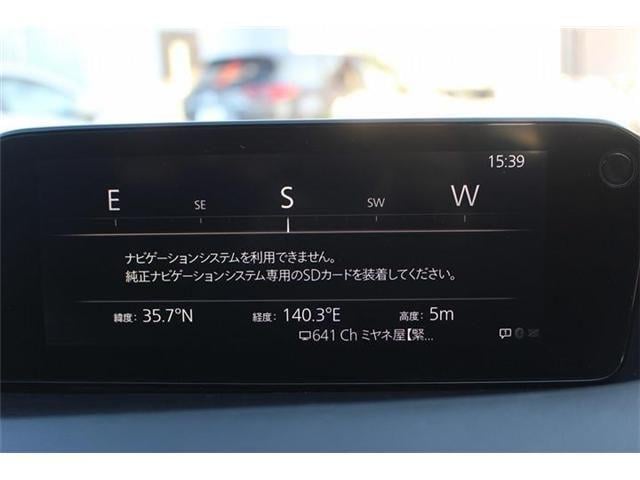 15:39
E SE S SW W
ナビゲーションシステムを利用できません。
純正ナビゲーションシステム専用のSDカードを装着してください。
緯度: 35.7°N 経度: 140.3°E 高度: 5m
641 Ch ミヤネ屋【緊...